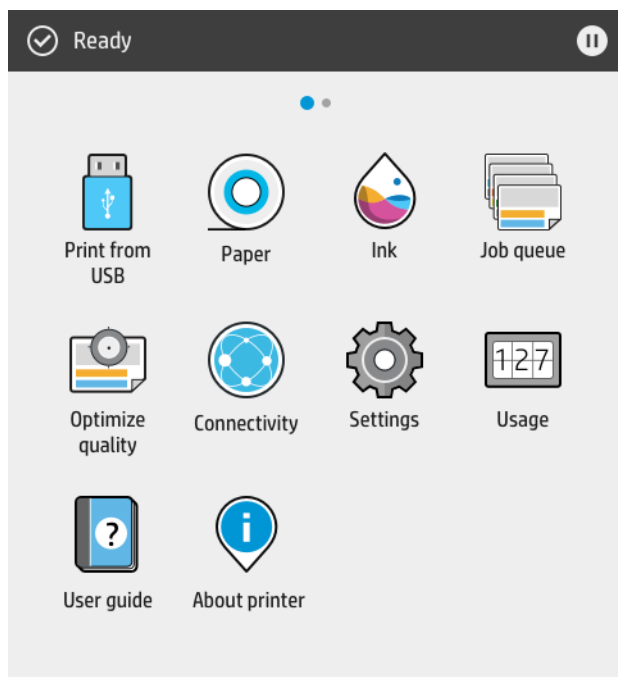 Ready
Print from
USB
Paper
Ink
Job queue
Optimize
quality
Connectivity
Settings
127
Usage
?
User guide
i
About printer